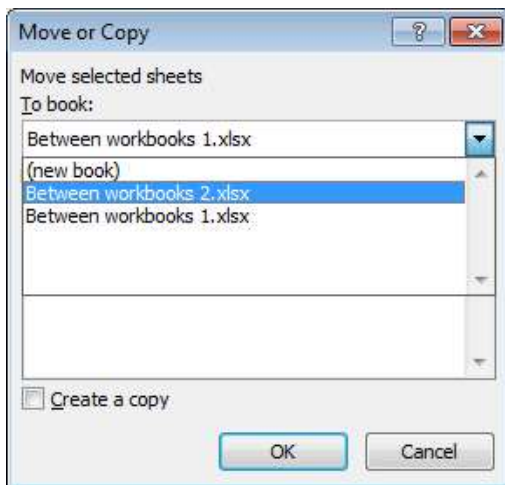 Move or Copy
Move selected sheets
To book:
Between workbooks 1.xlsx
(new book)
Between workbooks 2.xlsx
Between workbooks 1.xlsx
Create a copy
OK Cancel